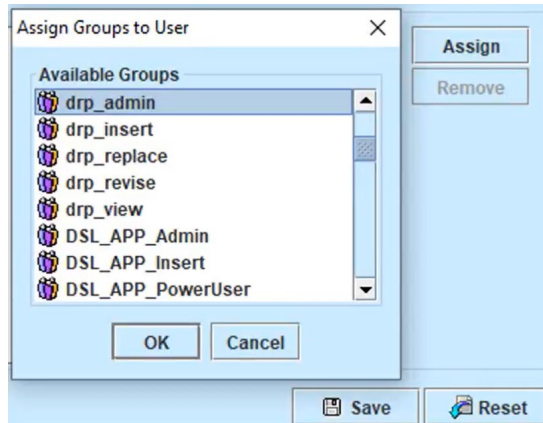 Assign Groups to User
Assign
Available Groups
Remove
drp_admin
drp_insert
drp_replace
drp_revise
drp_view
DSL_APP_Admin
DSL_APP_Insert
DSL_APP_PowerUser
OK Cancel
Save Reset